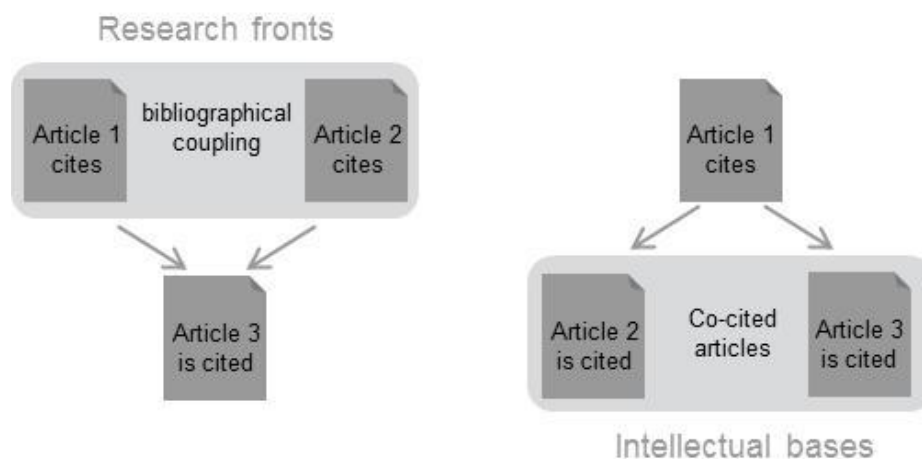 Research fronts
Article 1
cites
bibliographical
coupling
Article 2
cites
Article 3
is cited
Article 1
cites
Article 2
is cited
Co-cited
articles
Article 3
is cited
Intellectual bases